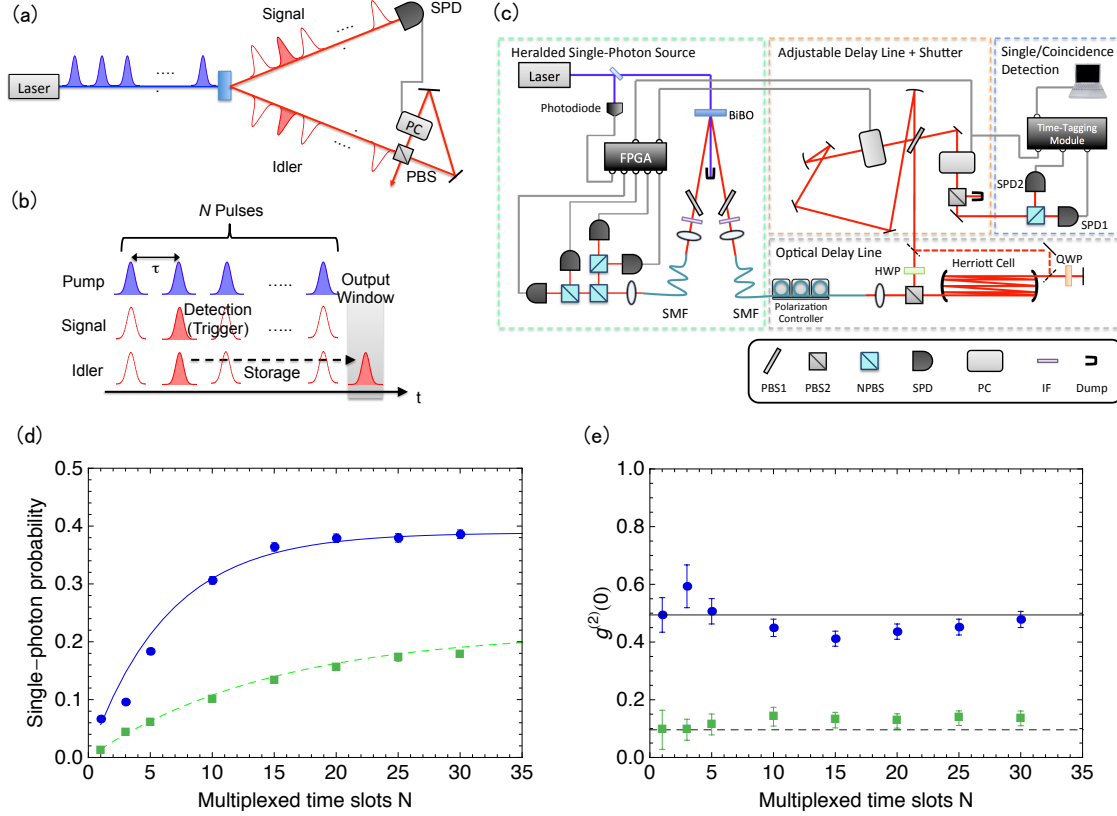 (a)
Signal
SPD
Laser
....
PC
PBS
Idler
(b)
N Pulses
τ
Pump
.....
Output
Window
Signal
Detection
(Trigger)
.....
Idler
Storage
t
(c)
Heralded Single-Photon Source
Laser
Photodiode
BiBO
FPGA
SMF
SMF
Adjustable Delay Line + Shutter
Single/Coincidence
Detection
Time-Tagging
Module
SPD2
SPD1
Optical Delay Line
HWP
Herriott Cell
QWP
Polarization
Controller
PBS1
PBS2
NPBS
SPD
PC
IF
Dump
(d)
Single-photon probability
0.5
0.4
0.3
0.2
0.1
0.0
0
5
10
15
20
25
30
35
Multiplexed time slots N
(e)
g(2)(0)
1.0
0.8
0.6
0.4
0.2
0.0
0
5
10
15
20
25
30
35
Multiplexed time slots N